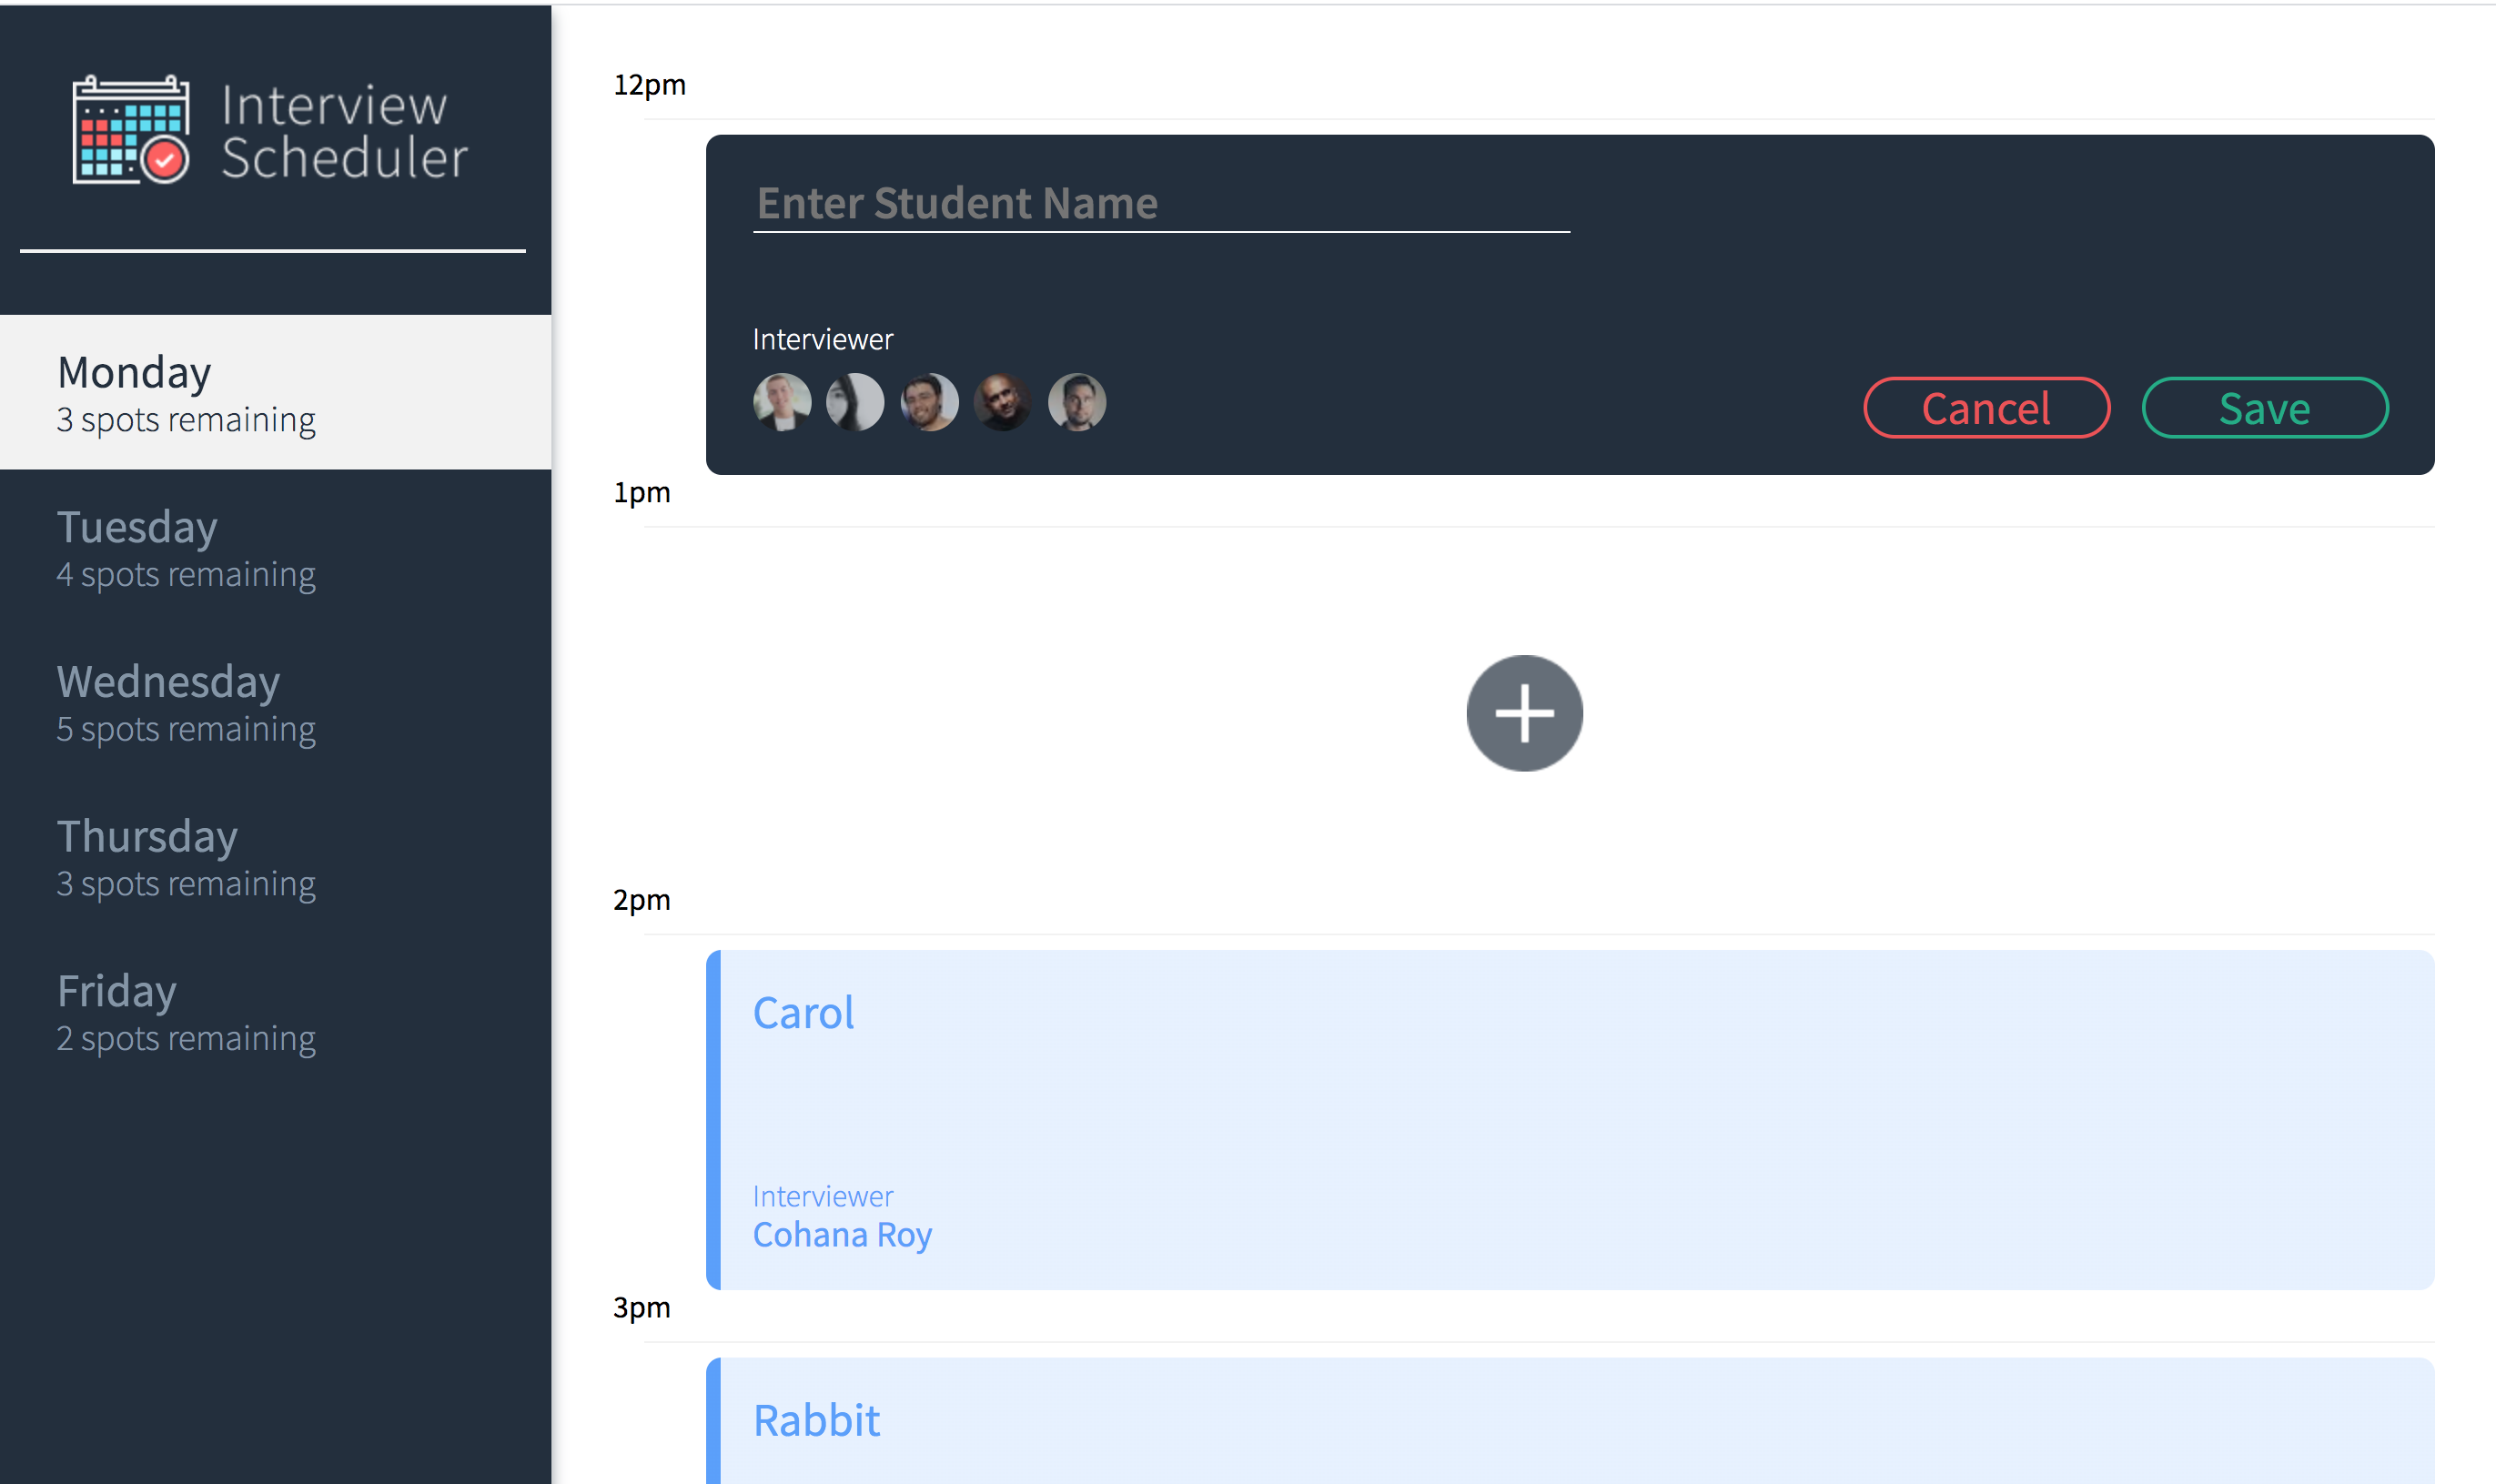 Interview
Scheduler
Monday
3 spots remaining
Tuesday
4 spots remaining
Wednesday
5 spots remaining
Thursday
3 spots remaining
Friday
2 spots remaining
12pm
Enter Student Name
Interviewer
Cancel
Save
1pm
2pm
Carol
Interviewer
Cohana Roy
3pm
Rabbit